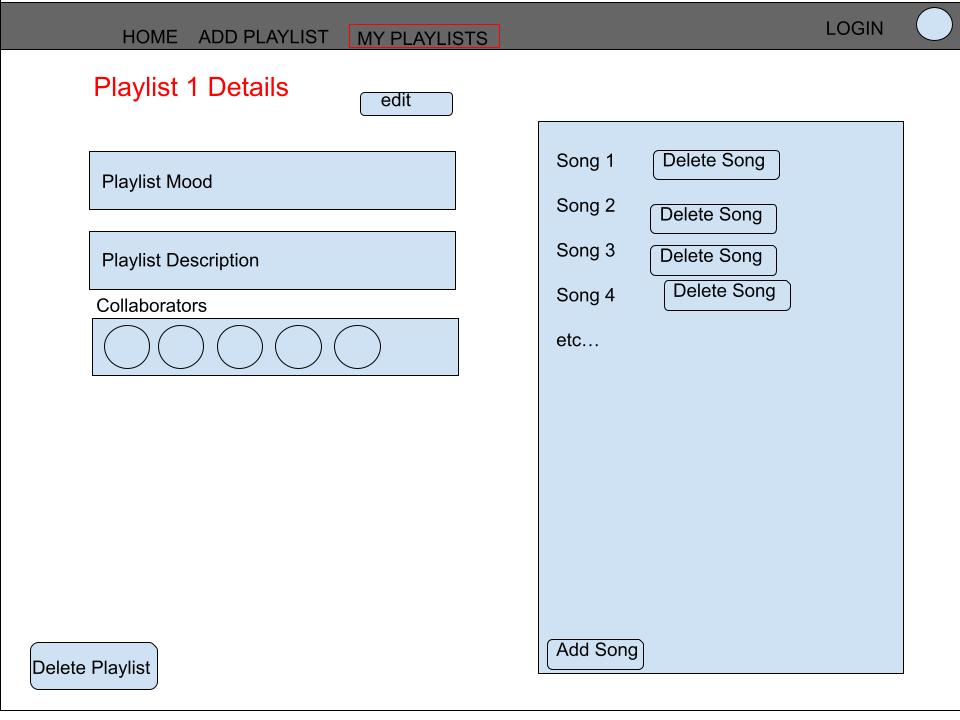 HOME ADD PLAYLIST MY PLAYLISTS LOGIN
Playlist 1 Details
edit
Playlist Mood
Playlist Description
Collaborators
Song 1 Delete Song
Song 2 Delete Song
Song 3 Delete Song
Song 4 Delete Song
etc…
Add Song
Delete Playlist